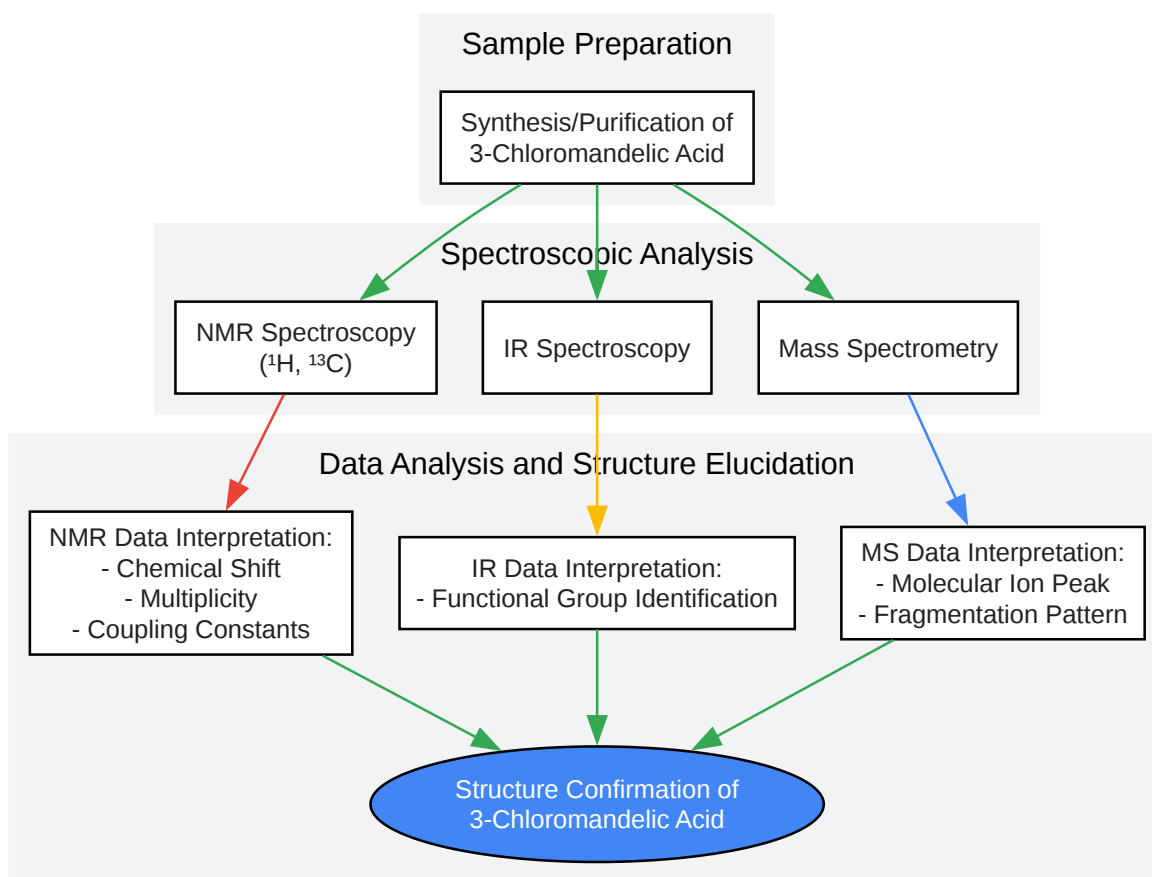 Sample Preparation
Synthesis/Purification of
3-Chloromandelic Acid
Spectroscopic Analysis
NMR Spectroscopy
(¹H, ¹³C)
IR Spectroscopy
Mass Spectrometry
Data Analysis and Structure Elucidation
NMR Data Interpretation:
- Chemical Shift
- Multiplicity
- Coupling Constants
IR Data Interpretation:
- Functional Group Identification
MS Data Interpretation:
- Molecular Ion Peak
- Fragmentation Pattern
Structure Confirmation of
3-Chloromandelic Acid